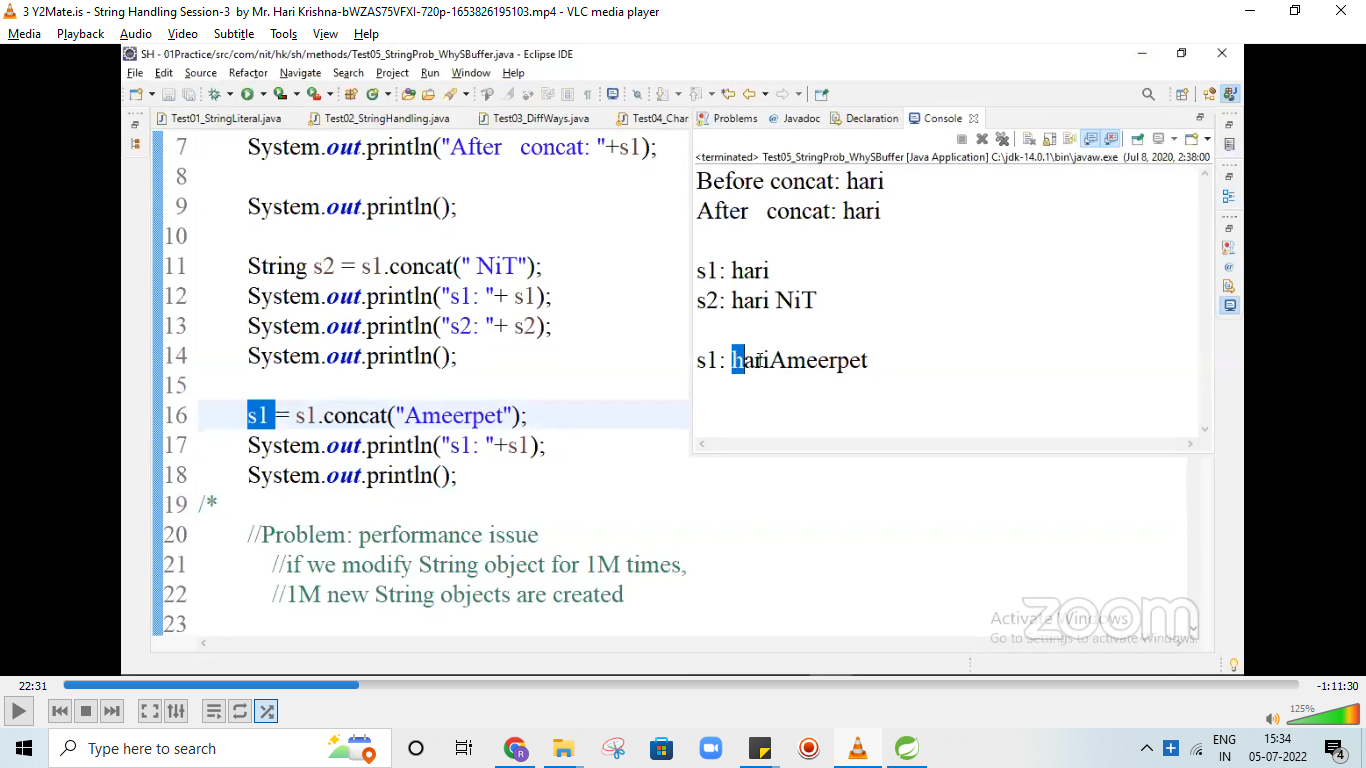 3 Y2Mate.is - String Handling Session-3  by Mr. Hari Krishna-bWZAS75VFXI-720p-1653826195103.mp4 - VLC media player
Media Playback Audio Video Subtitle Tools View Help
SH - 01Practice/src/com/nit/hk/sh/methods/Test05_StringProb_WhySBuffer.java - Eclipse IDE
File Edit Source Refactor Navigate Search Project Run Window Help
Test01_StringLiteral.java Test02_StringHandling.java Test03_DiffWays.java Test04_Char Problems Javadoc Declaration Console
<terminated> Test05_StringProb_WhySBuffer [Java Application] C:\jdk-14.0.1\bin\javaw.exe (Jul 8, 2020, 2:38:00
7 System.out.println("After   concat: "+s1);
8
9 System.out.println();
10
11 String s2 = s1.concat(" NiT");
12 System.out.println("s1: "+ s1);
13 System.out.println("s2: "+ s2);
14 System.out.println();
15
16 s1 = s1.concat("Ameerpet");
17 System.out.println("s1: "+s1);
18 System.out.println();
19 /*
20 //Problem: performance issue
21 //if we modify String object for 1M times,
22 //1M new String objects are created
23
Before concat: hari
After   concat: hari
s1: hari
s2: hari NiT
s1: hariAmeerpet
Activate Windows
Go to Settings to activate Windows.
zoom
22:31 -1:11:30
125%
Type here to search
R
ENG
IN
15:34
05-07-2022
4